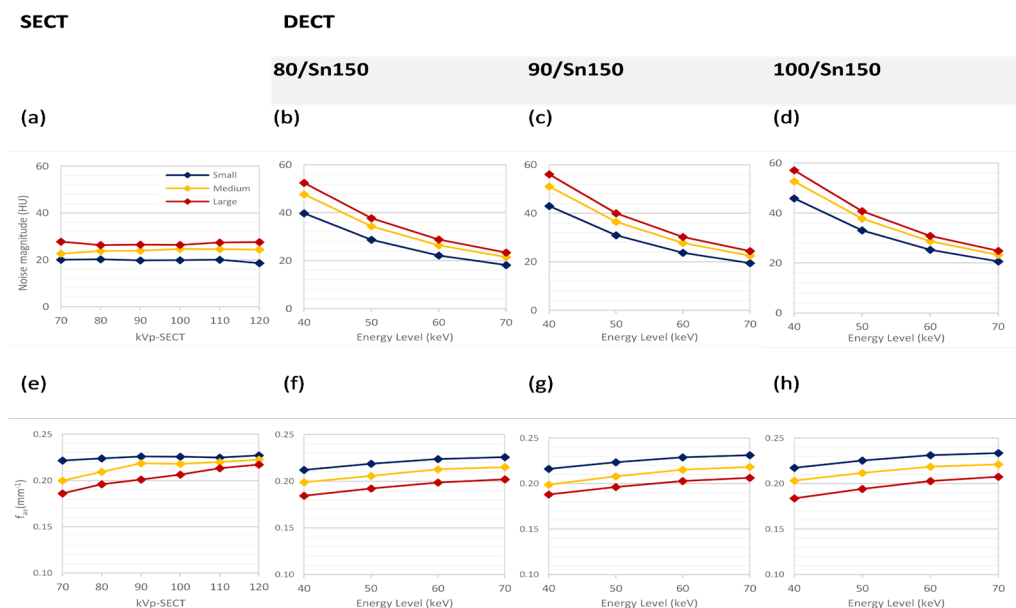 SECT DECT
80/Sn150 90/Sn150 100/Sn150
(a) (b) (c) (d)
60 60 60 60
Small
Medium
Large
Noise magnitude (HU)
40 40 40 40
20 20 20 20
0 0 0 0
70 80 90 100 110 120 40 50 60 70 40 50 60 70 40 50 60 70
kVp-SECT Energy Level (keV) Energy Level (keV) Energy Level (keV)
(e) (f) (g) (h)
0.25 0.25 0.25 0.25
0.20 0.20 0.20 0.20
fav(mm⁻¹)
0.15 0.15 0.15 0.15
0.10 0.10 0.10 0.10
70 80 90 100 110 120 40 50 60 70 40 50 60 70 40 50 60 70
kVp-SECT Energy Level (keV) Energy Level (keV) Energy Level (keV)